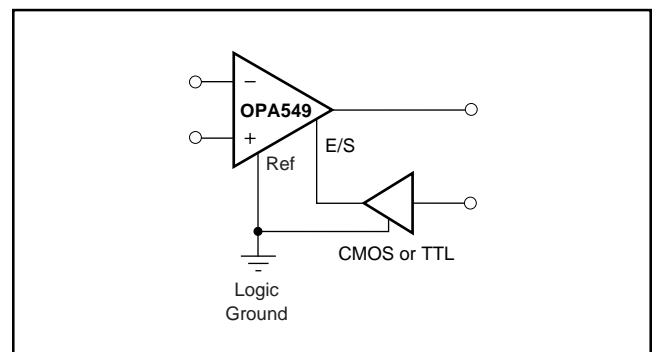 −
OPA549
+
Ref
E/S
CMOS or TTL
Logic
Ground